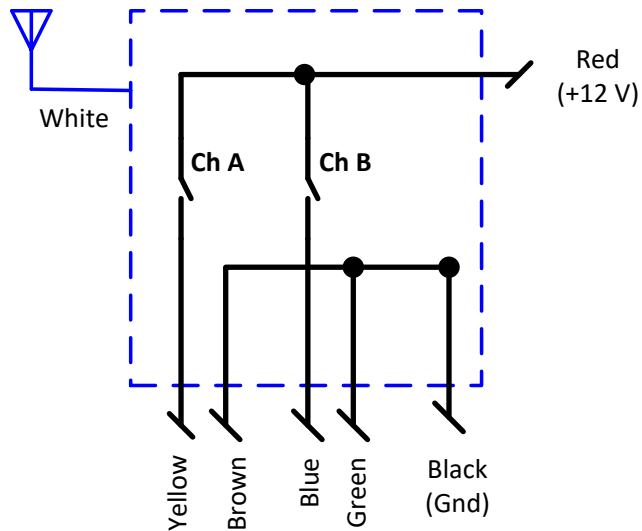 Red
(+12 V)
White
Ch A
Ch B
Yellow
Brown
Blue
Green
Black
(Gnd)